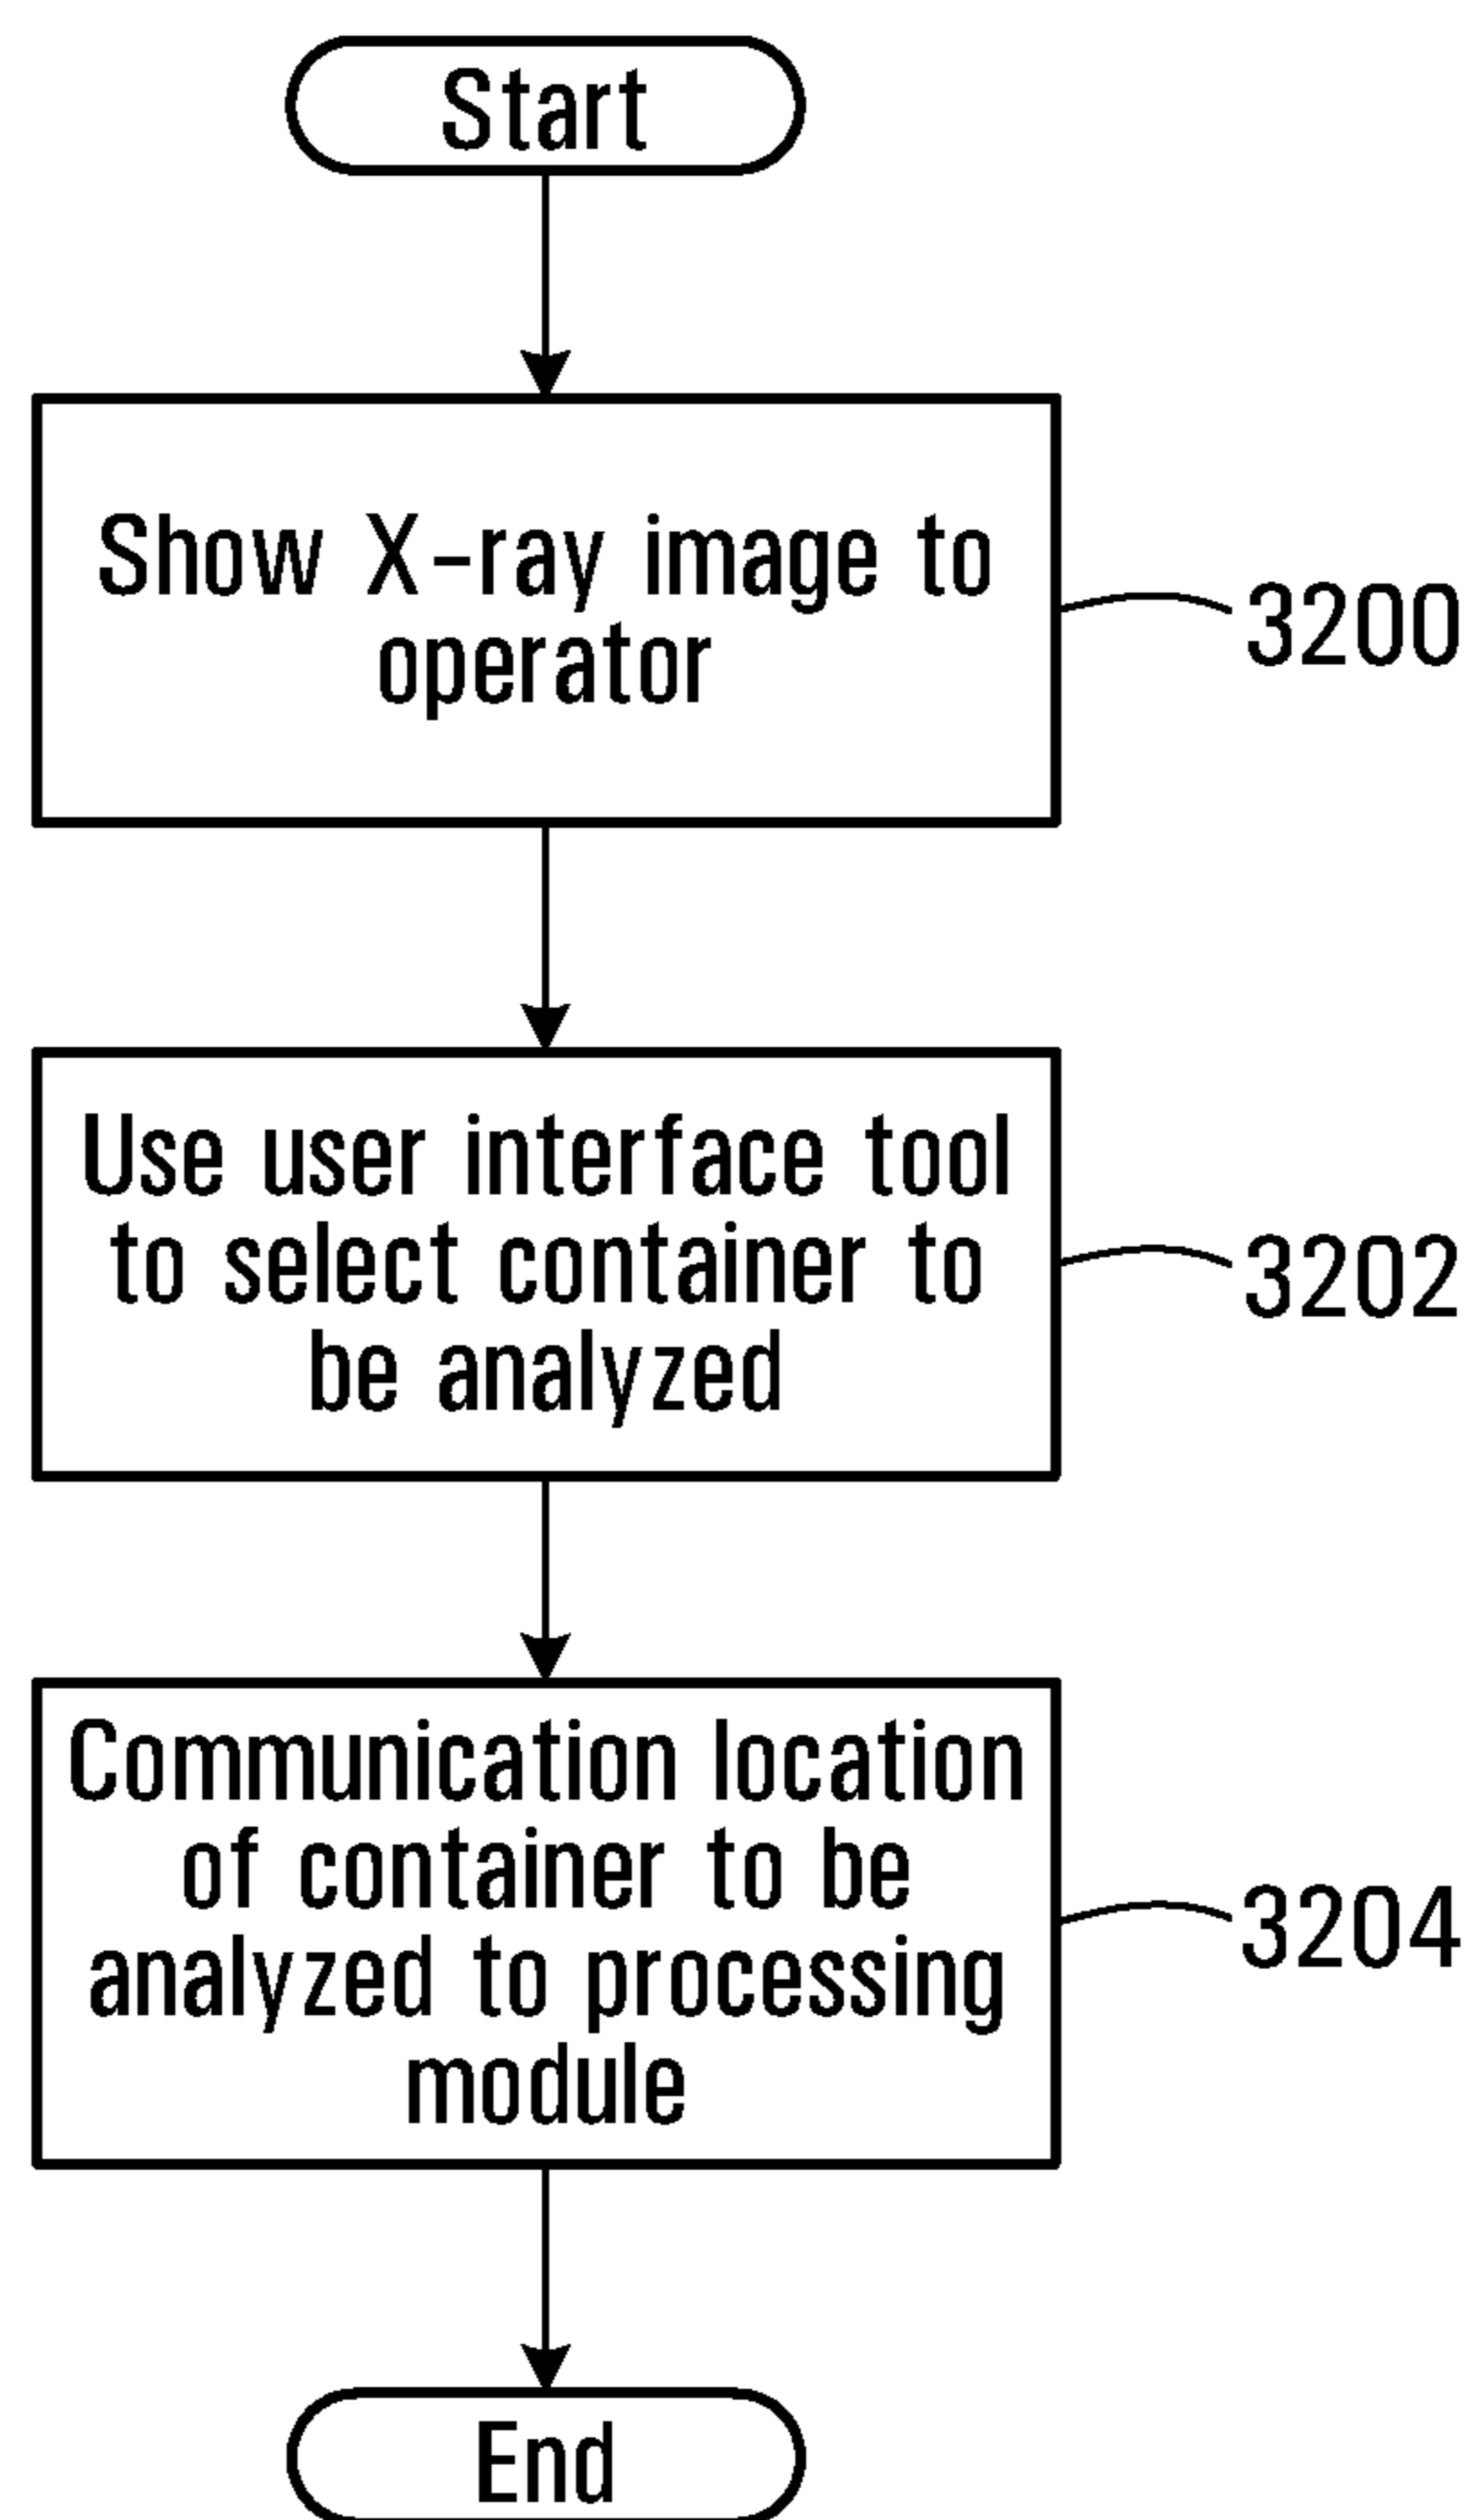 Start
Show X-ray image to
operator
3200
Use user interface tool
to select container to
be analyzed
3202
Communication location
of container to be
analyzed to processing
module
3204
End